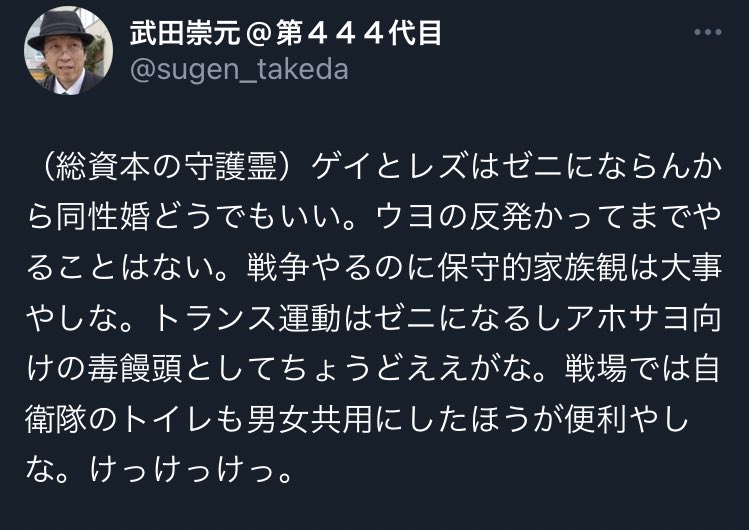 武田崇元@第４４４代目
@sugen_takeda
（総資本の守護霊）ゲイとレズはゼニにならんか
ら同性婚どうでもいい。ウヨの反発かってまでや
ることはない。戦争やるのに保守的家族観は大事
やしな。トランス運動はゼニになるしアホサヨ向
けの毒饅頭としてちょうどええがな。戦場では自
衛隊のトイレも男女共用にしたほうが便利やし
な。けっけっけっ。